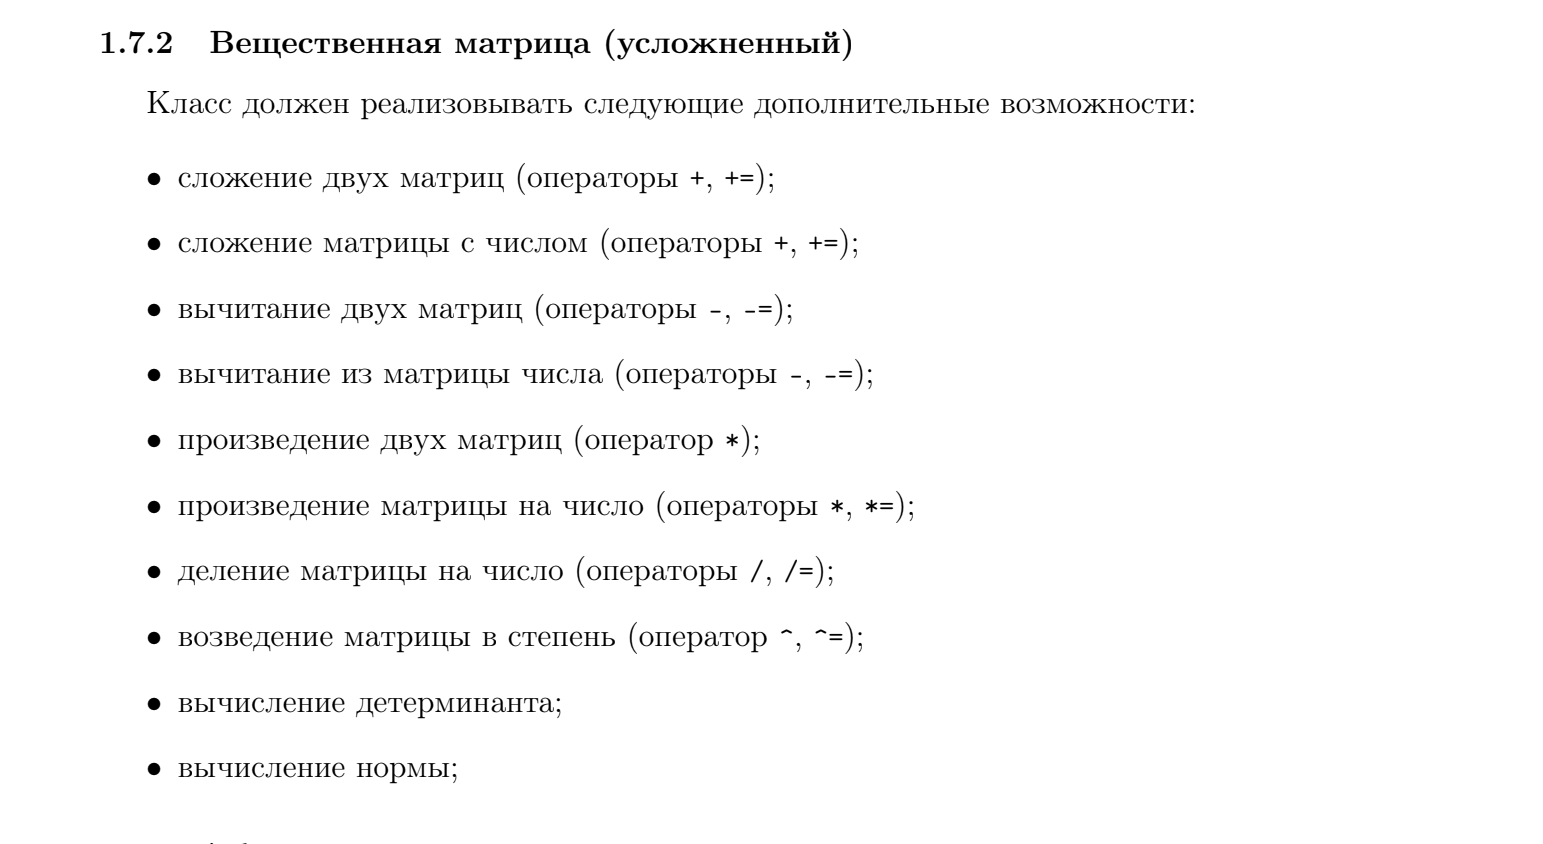 1.7.2 Вещественная матрица (усложненный)
Класс должен реализовывать следующие дополнительные возможности:
• сложение двух матриц (операторы +, +=);
• сложение матрицы с числом (операторы +, +=);
• вычитание двух матриц (операторы -, -=);
• вычитание из матрицы числа (операторы -, -=);
• произведение двух матриц (оператор *);
• произведение матрицы на число (операторы *, *=);
• деление матрицы на число (операторы /, /=);
• возведение матрицы в степень (оператор ^, ^=);
• вычисление детерминанта;
• вычисление нормы;